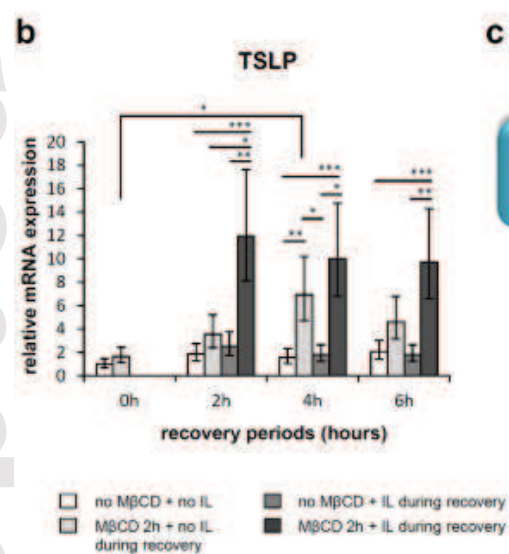 b
c
TSLP
*
***
*
**
***
*
*
**
***
**
relative mRNA expression
20
18
16
14
12
10
8
6
4
2
0
0h 2h 4h 6h
recovery periods (hours)
no MβCD + no IL
MβCD 2h + no IL
during recovery
no MβCD + IL during recovery
MβCD 2h + IL during recovery